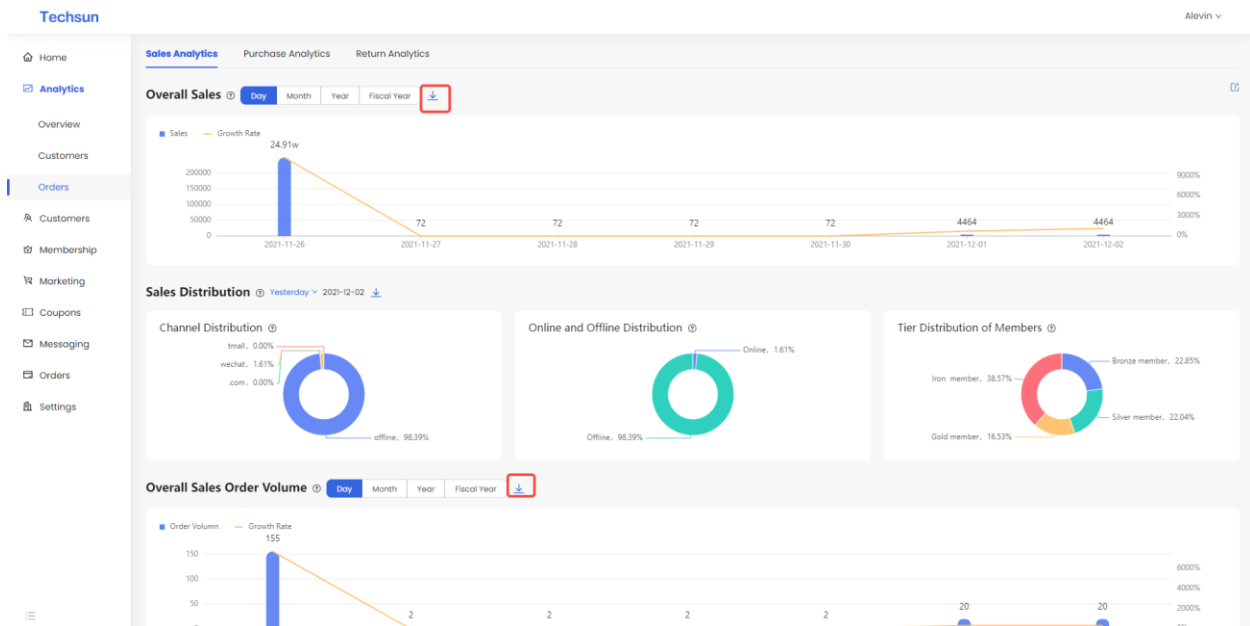 Techsun
Alevin
Home
Analytics
Overview
Customers
Orders
Customers
Membership
Marketing
Coupons
Messaging
Orders
Settings
Sales Analytics Purchase Analytics Return Analytics
Overall Sales Day Month Year Fiscal Year
Sales Growth Rate
24.91w
200000
150000
100000
50000
0
72 72 72 72 4464 4464
9000%
6000%
3000%
0%
2021-11-26 2021-11-27 2021-11-28 2021-11-29 2021-11-30 2021-12-01 2021-12-02
Sales Distribution Yesterday 2021-12-02
Channel Distribution
tmall, 0.00%
wechat, 1.61%
.com, 0.00%
offline, 98.39%
Online and Offline Distribution
Online, 1.61%
Offline, 98.39%
Tier Distribution of Members
Bronze member, 22.85%
Iron member, 38.57%
Silver member, 22.04%
Gold member, 16.53%
Overall Sales Order Volume Day Month Year Fiscal Year
Order Volumn Growth Rate
155
150
100
50
2 2 2 2 20 20
6000%
4000%
2000%